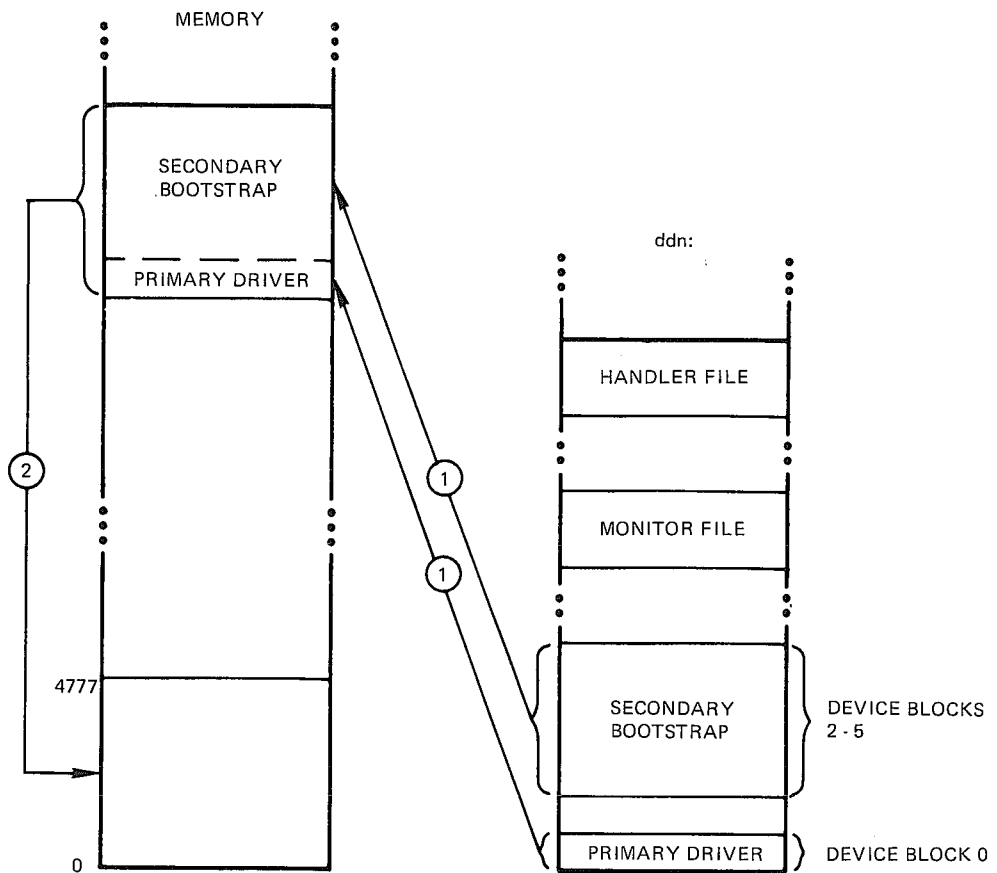 MEMORY
SECONDARY
BOOTSTRAP
PRIMARY DRIVER
2
4777
0
1
1
ddn:
HANDLER FILE
MONITOR FILE
SECONDARY
BOOTSTRAP
DEVICE BLOCKS
2 - 5
PRIMARY DRIVER
DEVICE BLOCK 0